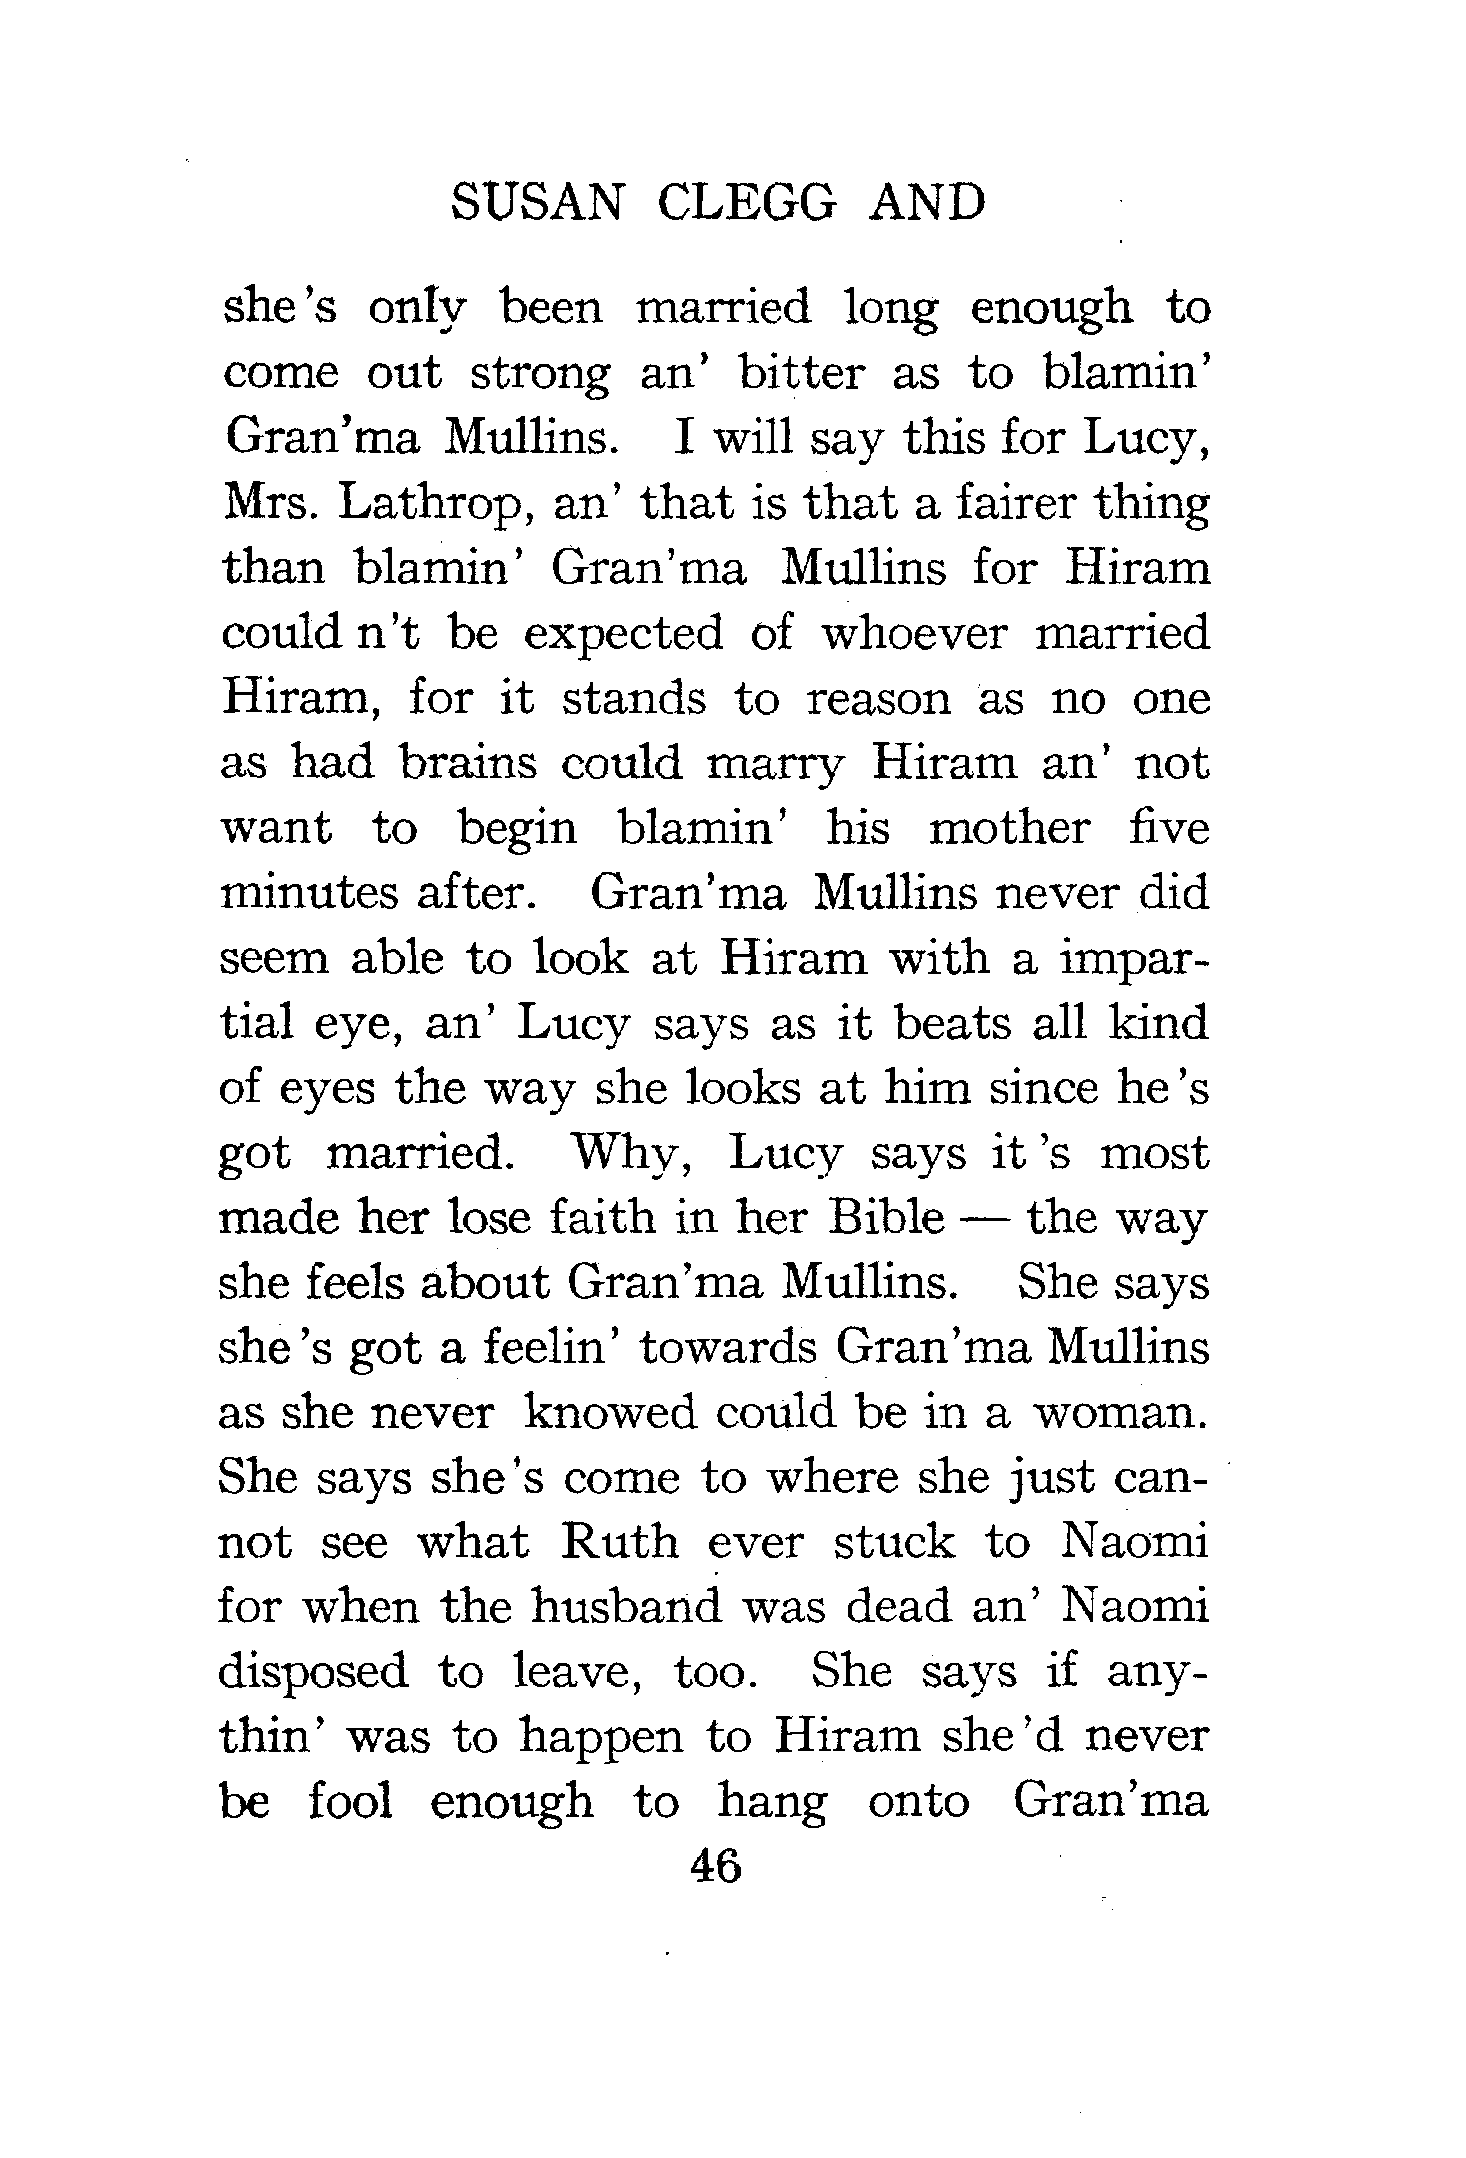 SUSAN CLEGG AND
she's only been married long enough to
come out strong an' bitter as to blamin'
Gran'ma Mullins. I will say this for Lucy,
Mrs. Lathrop, an' that is that a fairer thing
than blamin' Gran'ma Mullins for Hiram
could n't be expected of whoever married
Hiram, for it stands to reason as no one
as had brains could marry Hiram an' not
want to begin blamin' his mother five
minutes after. Gran'ma Mullins never did
seem able to look at Hiram with a impar-
tial eye, an' Lucy says as it beats all kind
of eyes the way she looks at him since he's
got married. Why, Lucy says it's most
made her lose faith in her Bible — the way
she feels about Gran'ma Mullins. She says
she's got a feelin' towards Gran'ma Mullins
as she never knowed could be in a woman.
She says she's come to where she just can-
not see what Ruth ever stuck to Naomi
for when the husband was dead an' Naomi
disposed to leave, too. She says if any-
thin' was to happen to Hiram she'd never
be fool enough to hang onto Gran'ma
46